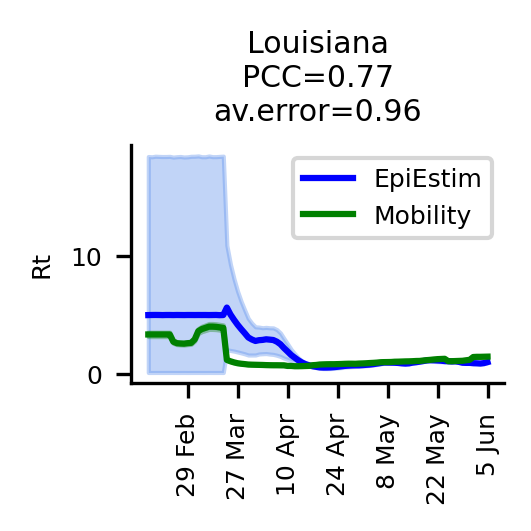 Louisiana
PCC=0.77
av.error=0.96
EpiEstim
Mobility
Rt
10
0
29 Feb
27 Mar
10 Apr
24 Apr
8 May
22 May
5 Jun